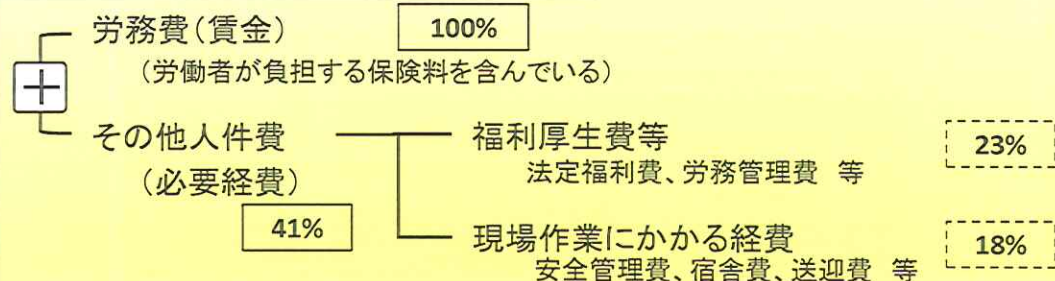 労務費(賃金) 100%
(労働者が負担する保険料を含んでいる)
+
その他人件費 福利厚生費等 23%
(必要経費) 法定福利費、労務管理費 等
41% 現場作業にかかる経費 18%
安全管理費、宿舎費、送迎費 等